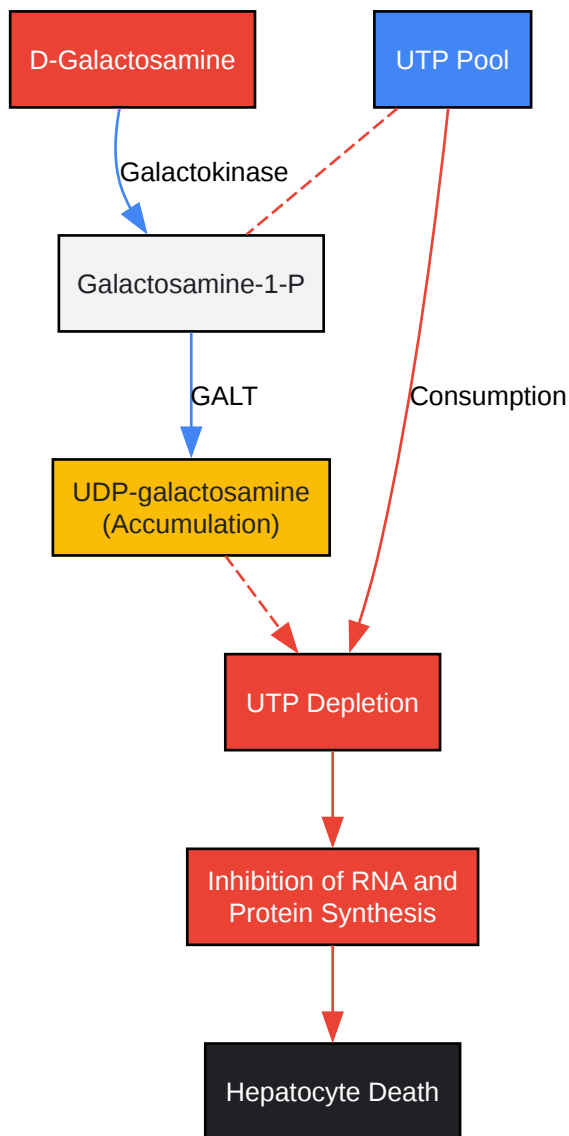 D-Galactosamine
UTP Pool
Galactokinase
Galactosamine-1-P
GALT
Consumption
UDP-galactosamine
(Accumulation)
UTP Depletion
Inhibition of RNA and
Protein Synthesis
Hepatocyte Death